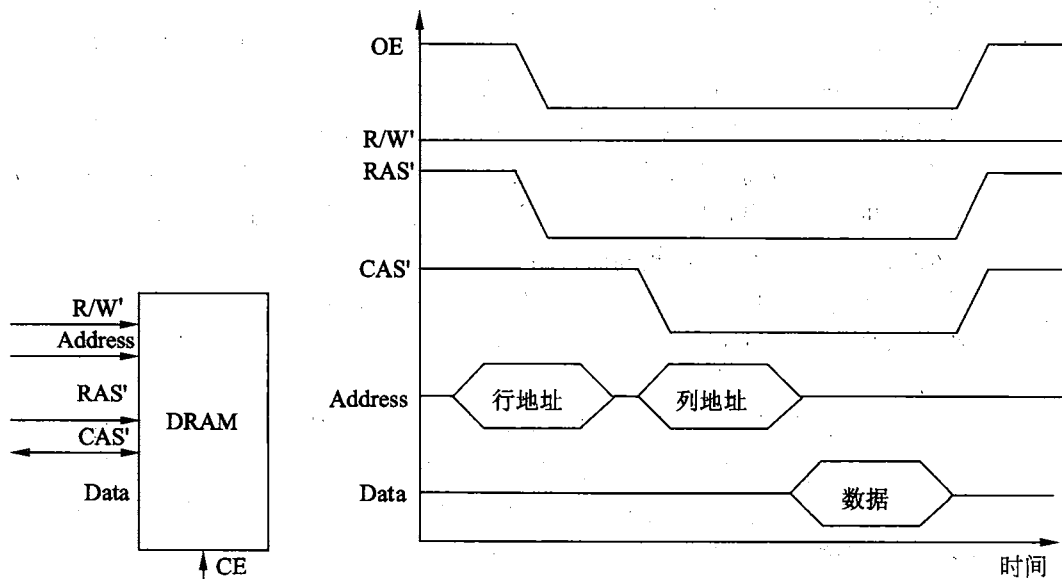 R/W'
Address
RAS'
CAS'
Data
DRAM
CE
OE
R/W'
RAS'
CAS'
Address
行地址
列地址
Data
数据
时间